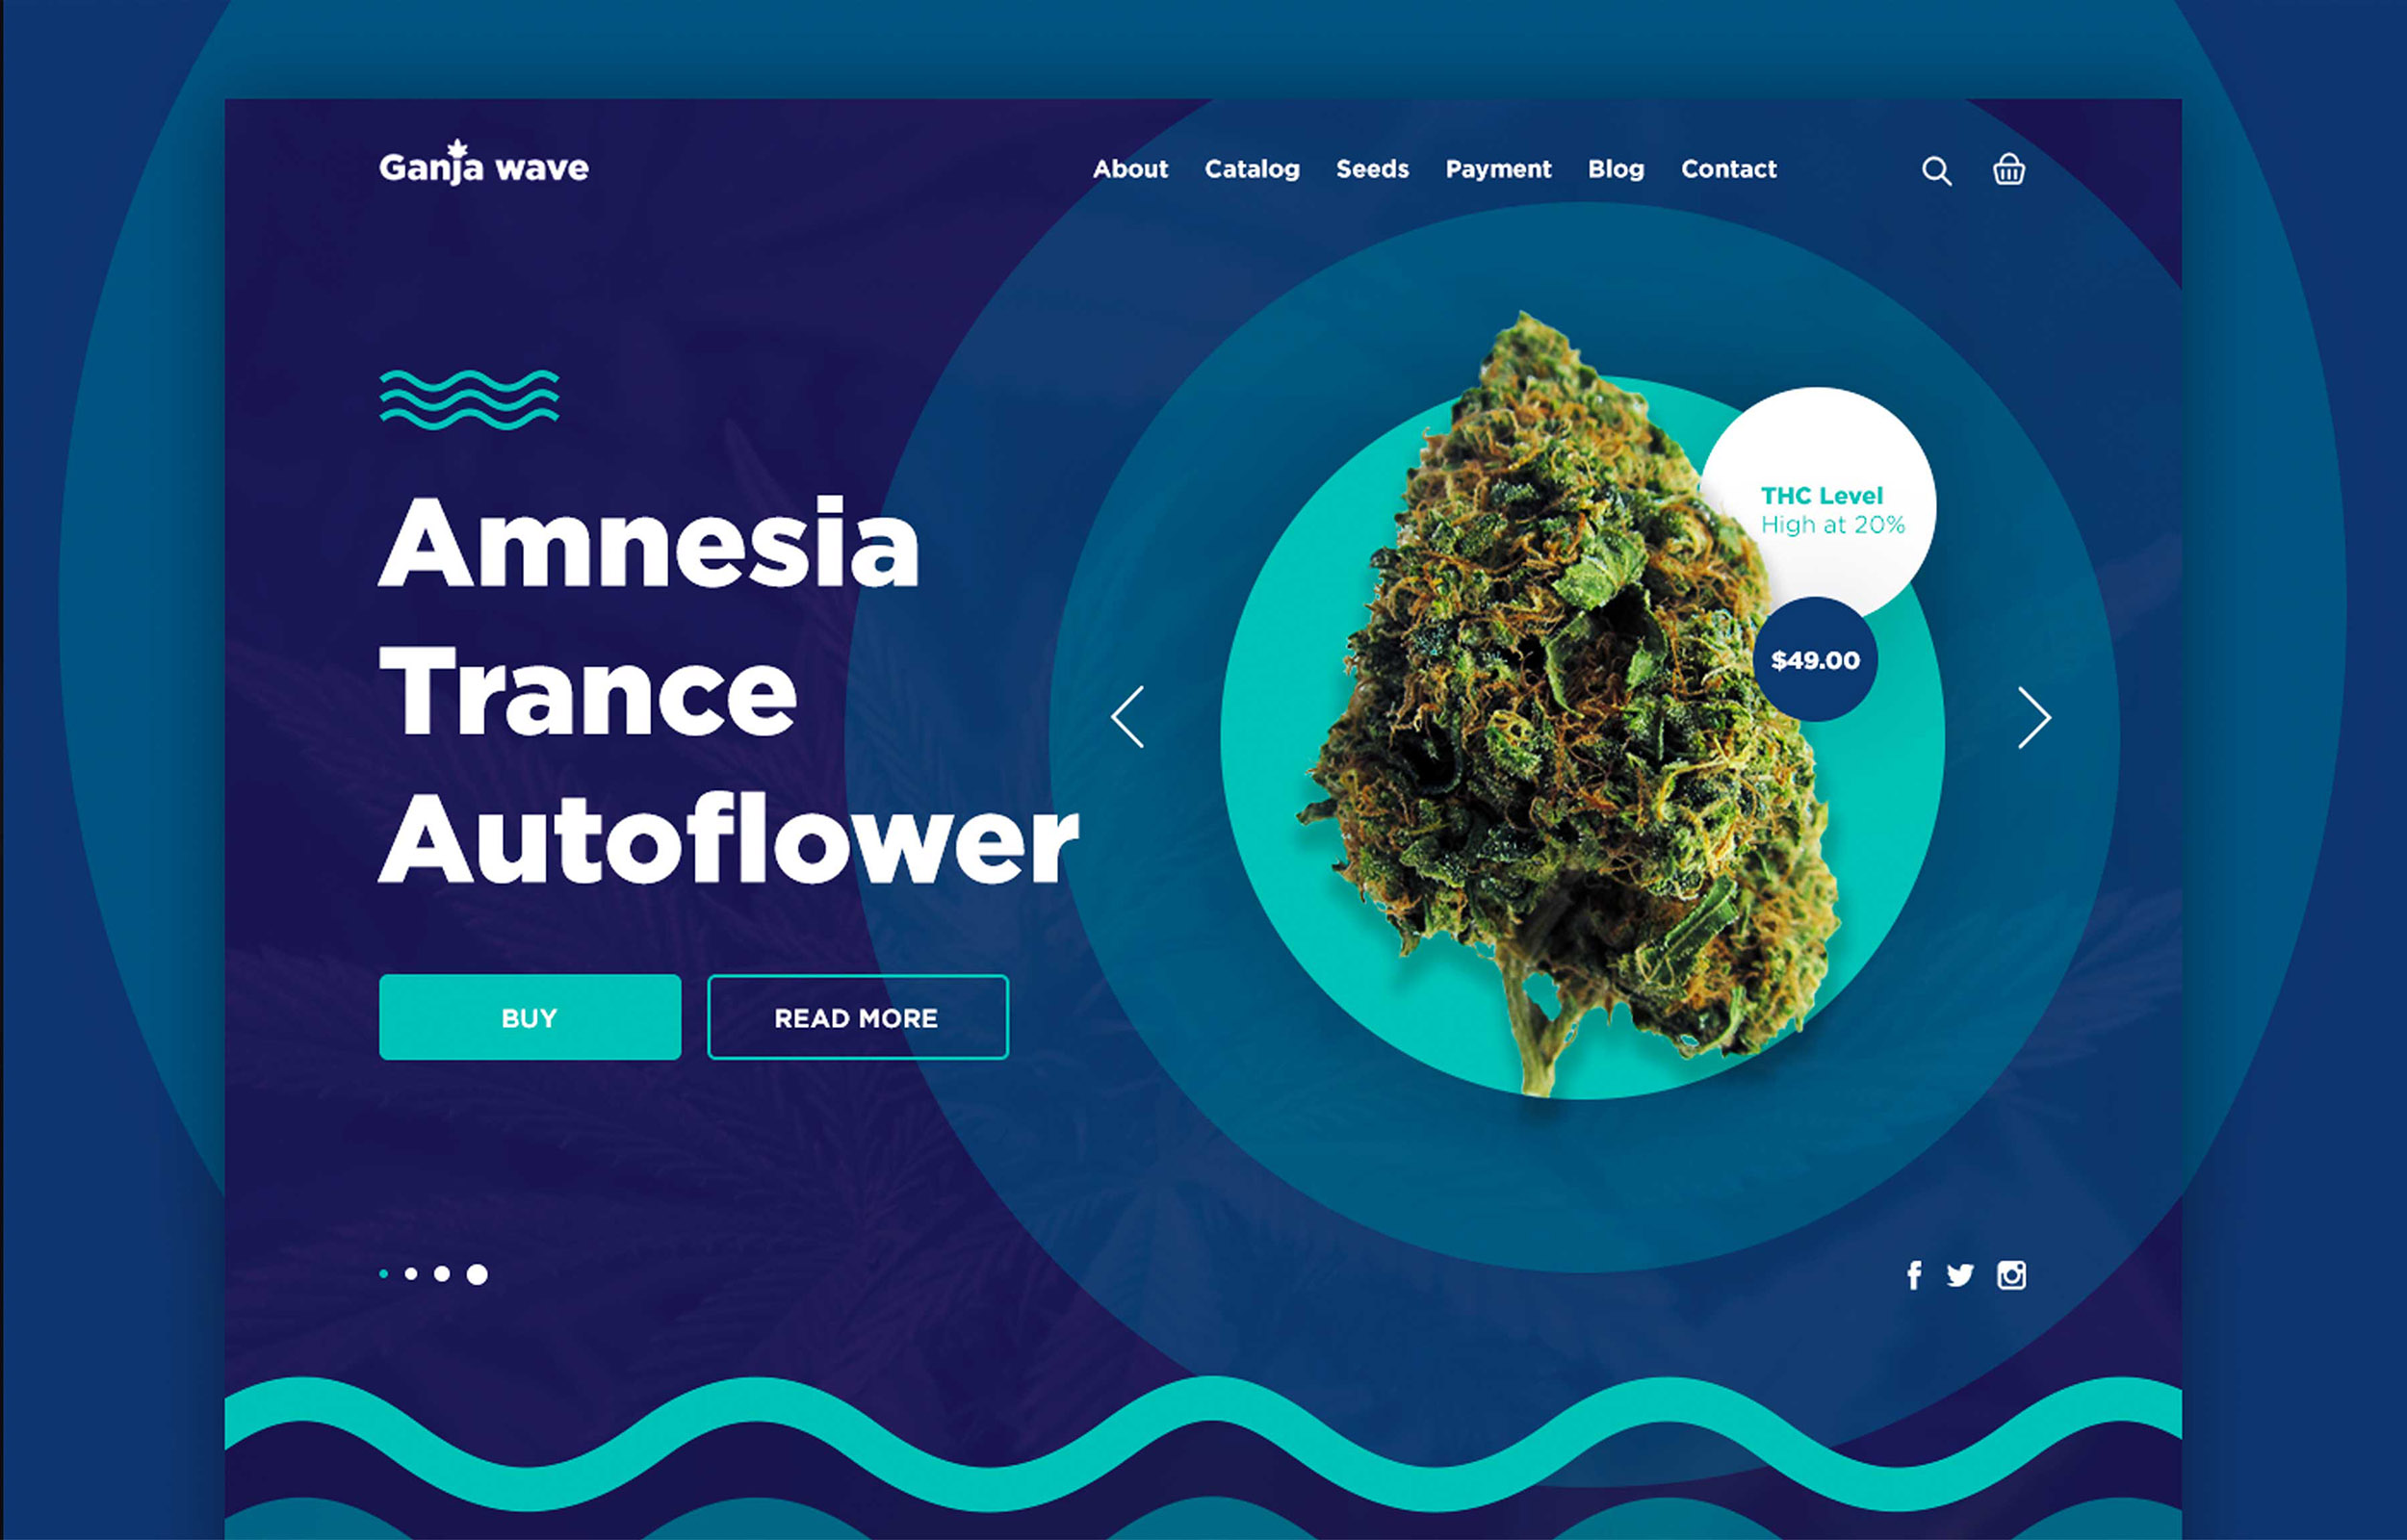 Ganja wave
About Catalog Seeds Payment Blog Contact
Amnesia
Trance
Autoflower
THC Level
High at 20%
$49.00
BUY READ MORE